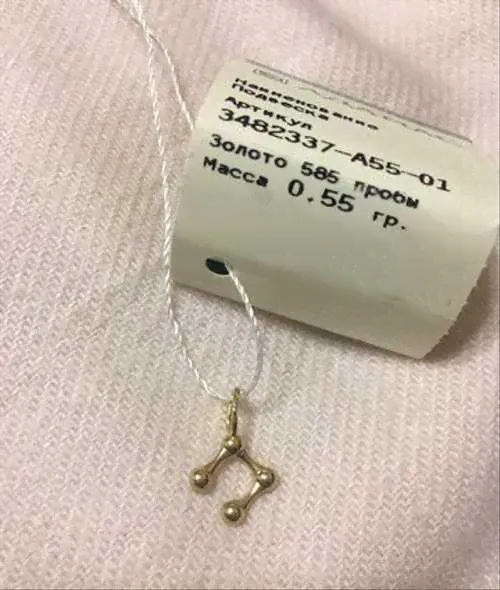 Наименование
Подвеска
Артикул
3482337-А55-01
Золото 585 пробы
Масса 0.55 гр.